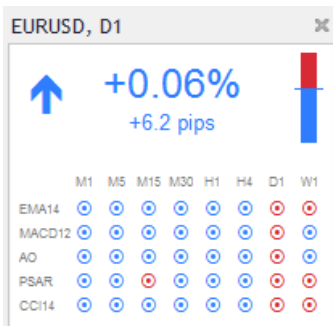 EURUSD, D1
+0.06%
+6.2 pips
M1 M5 M15 M30 H1 H4 D1 W1
EMA14
MACD12
AO
PSAR
CCI14